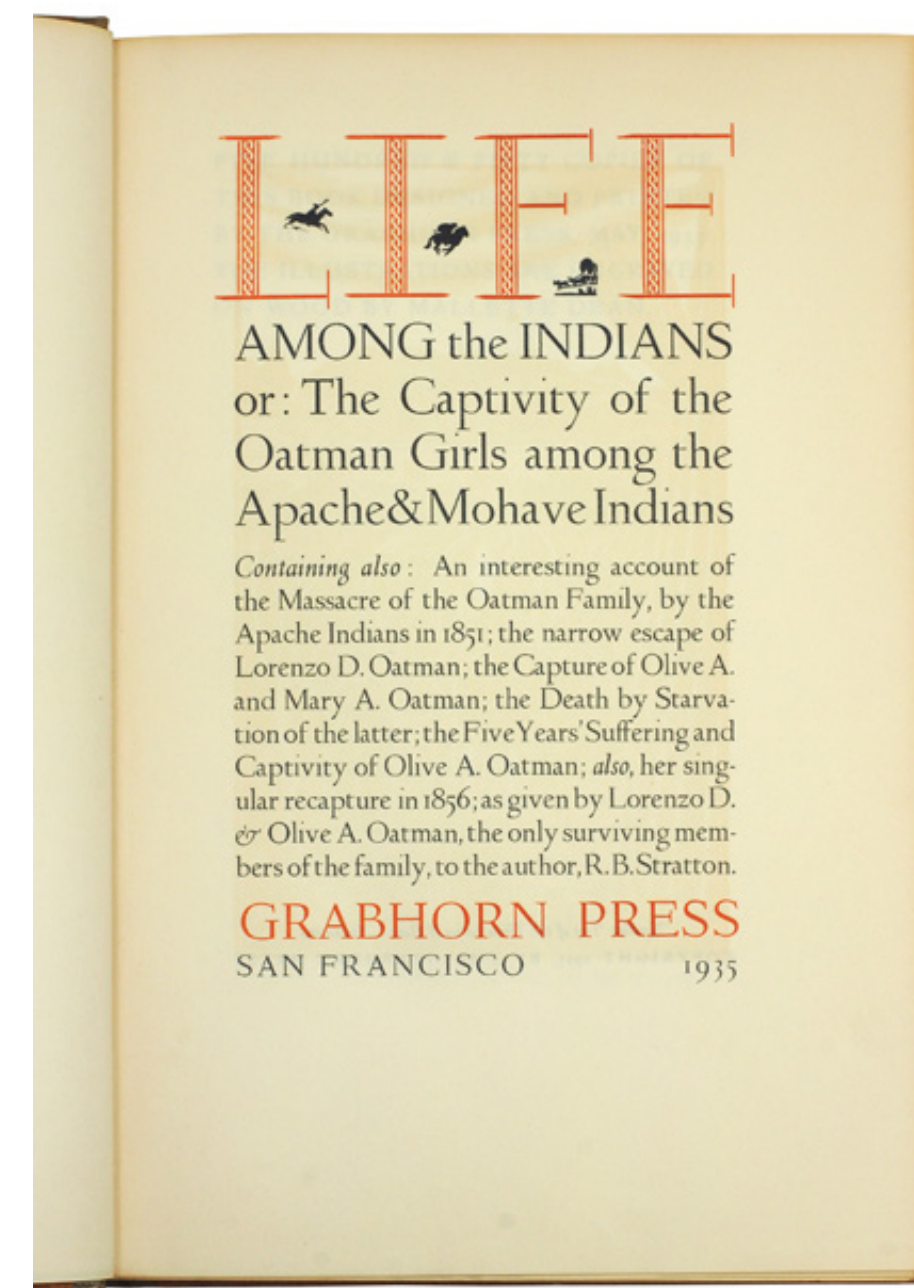 LIFE
AMONG the INDIANS
or: The Captivity of the
Oatman Girls among the
Apache & Mohave Indians
Containing also: An interesting account of
the Massacre of the Oatman Family, by the
Apache Indians in 1851; the narrow escape of
Lorenzo D. Oatman; the Capture of Olive A.
and Mary A. Oatman; the Death by Starva-
tion of the latter; the Five Years' Suffering and
Captivity of Olive A. Oatman; also, her sing-
ular recapture in 1856; as given by Lorenzo D.
& Olive A. Oatman, the only surviving mem-
bers of the family, to the author, R. B. Stratton.
GRABHORN PRESS
SAN FRANCISCO 1935